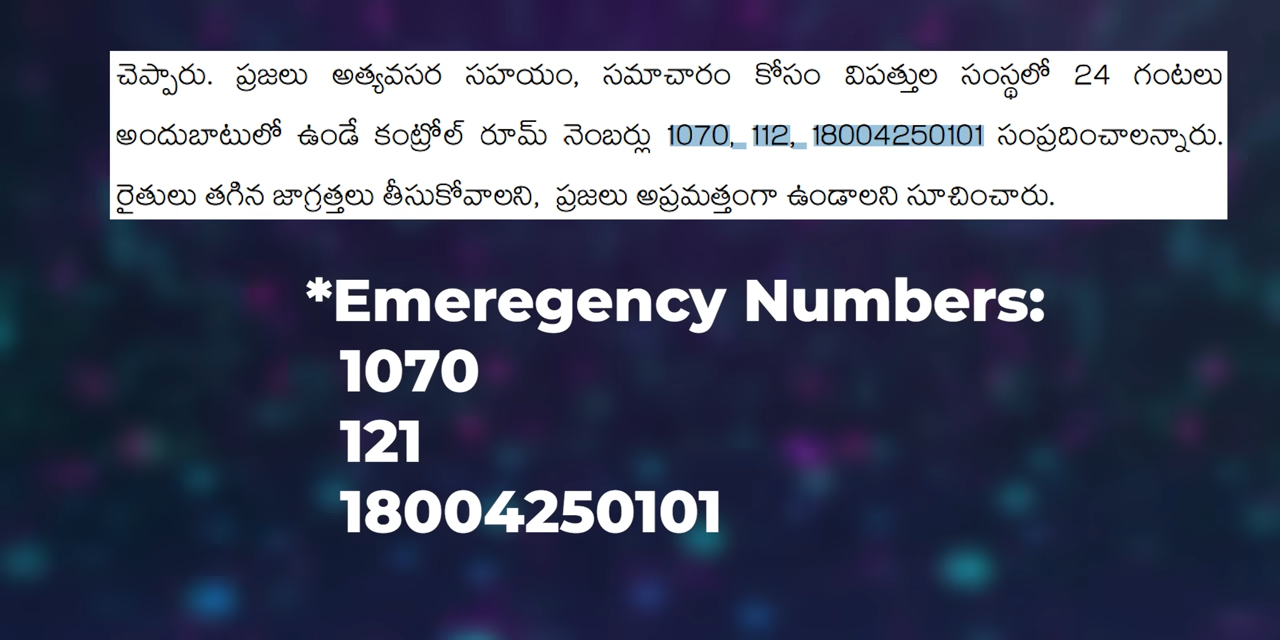 చెప్పారు. ప్రజలు అత్యవసర సహయం, సమాచారం కోసం విపత్తుల సంస్థలో 24 గంటలు
అందుబాటులో ఉండే కంట్రోల్ రూమ్ నెంబర్లు 1070, 112, 18004250101 సంప్రదించాలన్నారు.
రైతులు తగిన జాగ్రత్తలు తీసుకోవాలని, ప్రజలు అప్రమత్తంగా ఉండాలని సూచించారు.
*Emeregency Numbers:
1070
121
18004250101